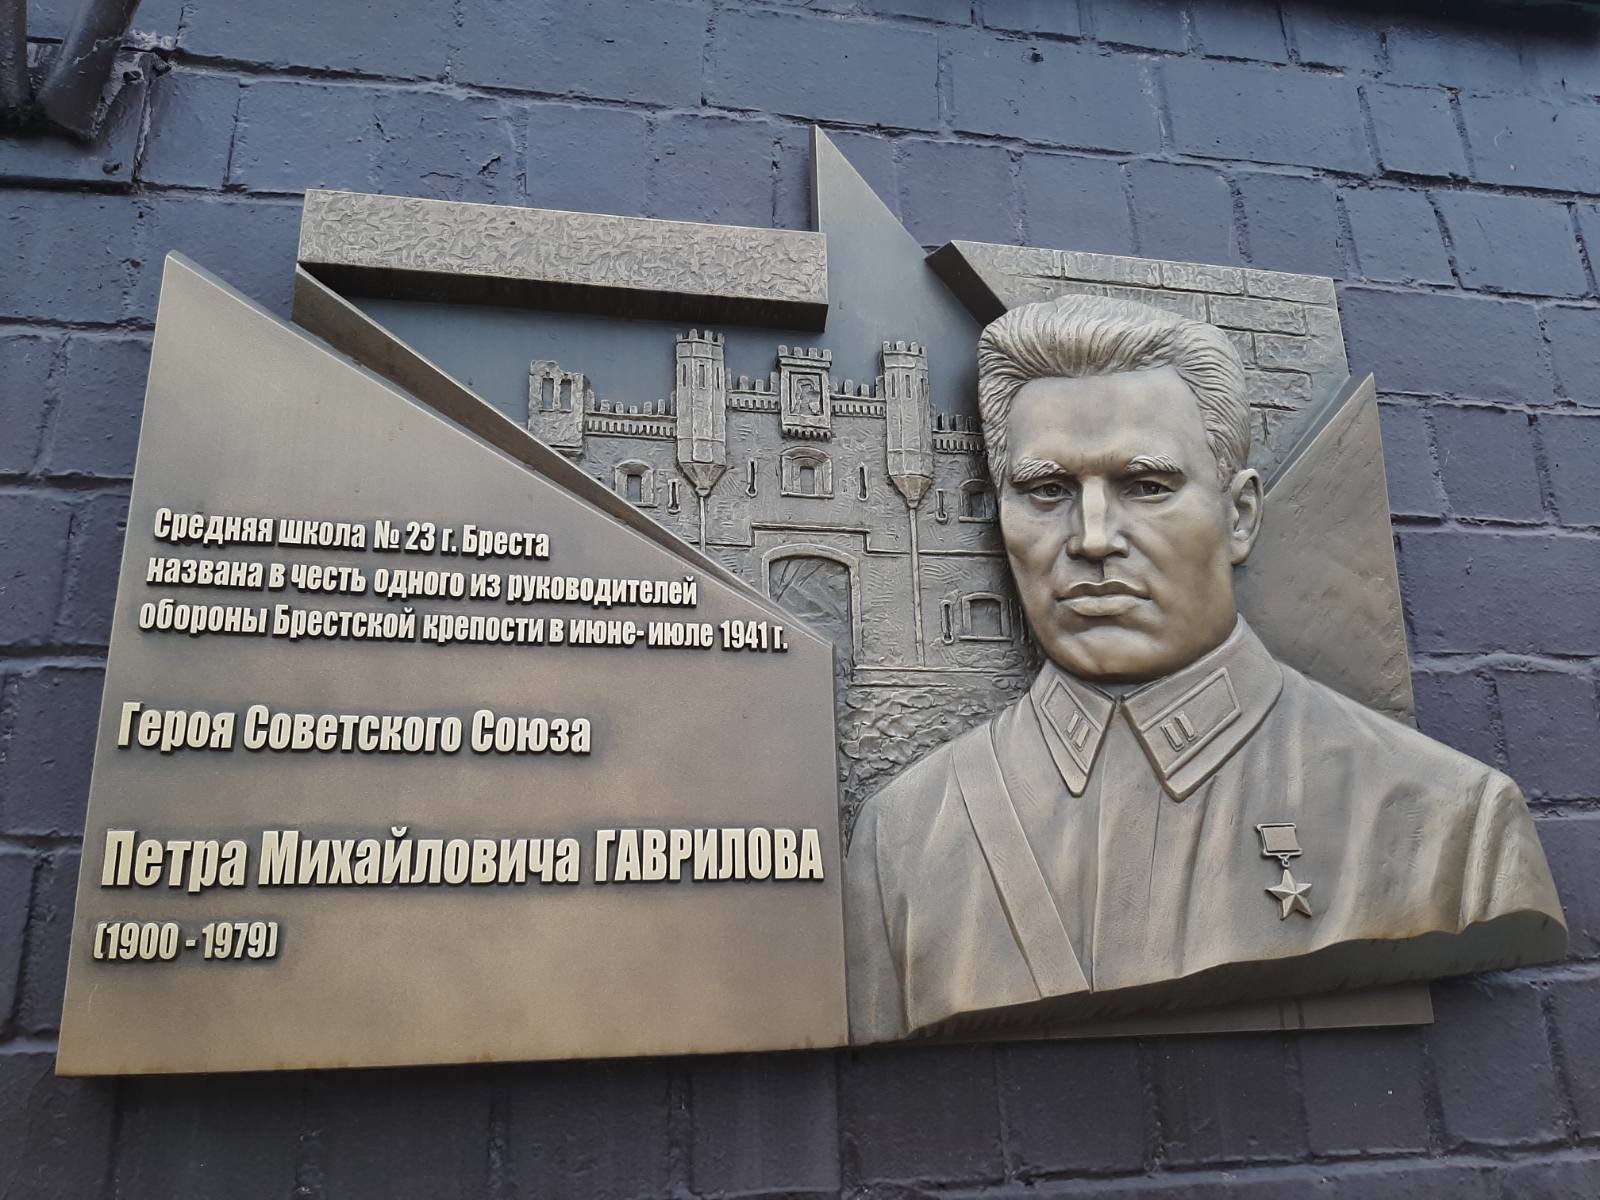 Средняя школа № 23 г. Бреста
названа в честь одного из руководителей
обороны Брестской крепости в июне- июле 1941 г.
Героя Советского Союза
Петра Михайловича ГАВРИЛОВА
(1900 - 1979)